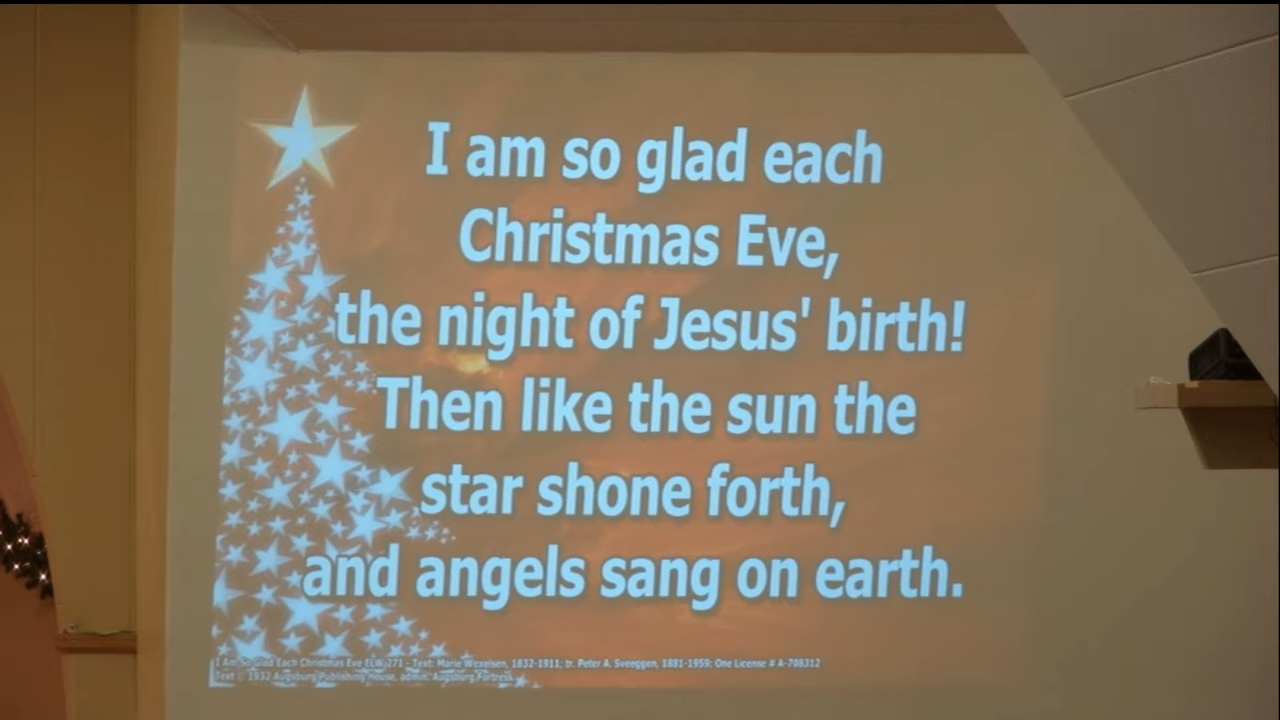 I am so glad each
Christmas Eve,
the night of Jesus' birth!
Then like the sun the
star shone forth,
and angels sang on earth.
I Am So Glad Each Christmas Eve ELW 271 - Text: Marie Wexelsen, 1832-1911; tr. Peter A. Sveeggen, 1881-1959: One License # A-708312
Text © 1932 Augsburg Publishing House, admin. Augsburg Fortress.